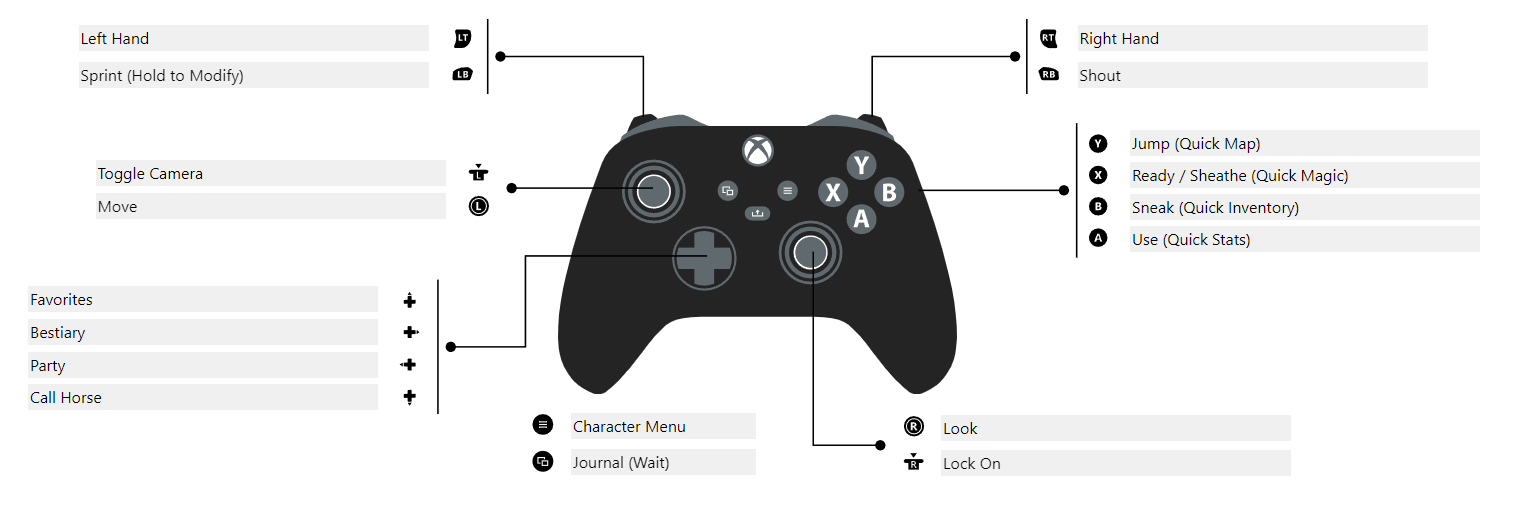 Left Hand LT
Sprint (Hold to Modify) LB
RT Right Hand
RB Shout
Toggle Camera L
Move L
Y
X B
A
Y Jump (Quick Map)
X Ready / Sheathe (Quick Magic)
B Sneak (Quick Inventory)
A Use (Quick Stats)
Favorites
Bestiary
Party
Call Horse
Character Menu
Journal (Wait)
R Look
R Lock On